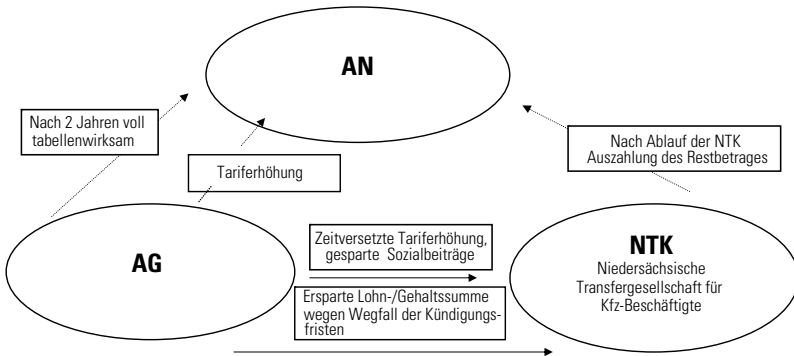 AN
Nach 2 Jahren voll
tabellenwirksam
Tariferhöhung
Nach Ablauf der NTK
Auszahlung des Restbetrages
AG
Zeitversetzte Tariferhöhung,
gesparte Sozialbeiträge
Ersparte Lohn-/Gehaltssumme
wegen Wegfall der Kündigungs-
fristen
NTK
Niedersächsische
Transfergesellschaft für
Kfz-Beschäftigte